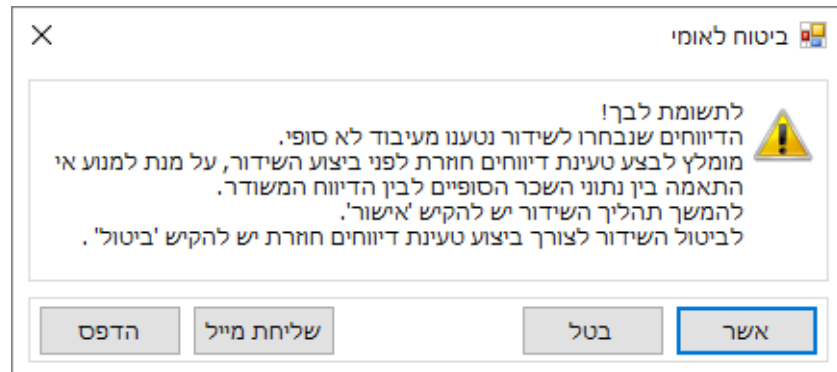 ביטוח לאומי
לתשומת לבך!
הדיווחים שנבחרו לשידור נטענו מעיבוד לא סופי.
מומלץ לבצע טעינת דיווחים חוזרת לפני ביצוע השידור, על מנת למנוע אי
התאמה בין נתוני השכר הסופיים לבין הדיווח המשודר.
להמשך תהליך השידור יש להקיש 'אישור'.
לביטול השידור לצורך ביצוע טעינת דיווחים חוזרת יש להקיש 'ביטול' .
אשר
בטל
שליחת מייל
הדפס